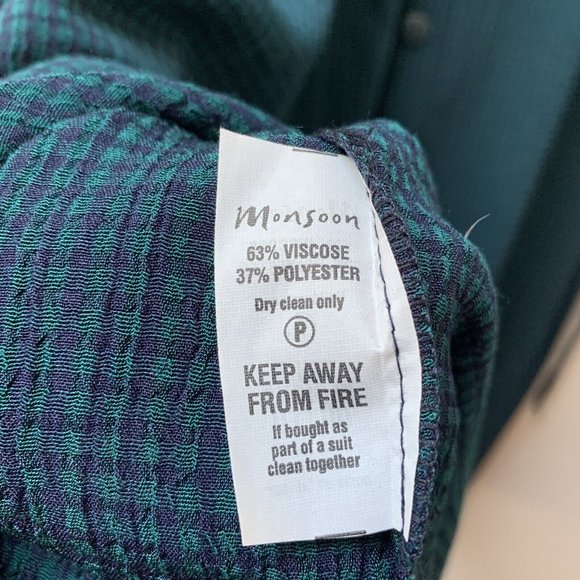 Monsoon
63% VISCOSE
37% POLYESTER
Dry clean only
P
KEEP AWAY
FROM FIRE
If bought as
part of a suit
clean together